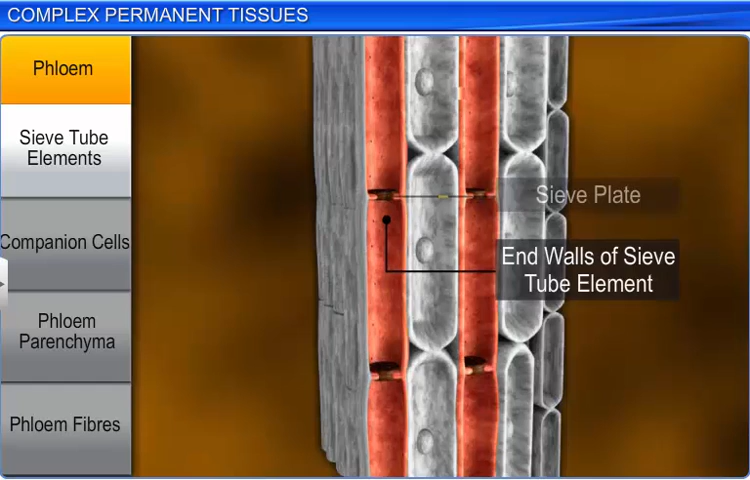 COMPLEX PERMANENT TISSUES
Phloem
Sieve Tube
Elements
Companion Cells
Phloem
Parenchyma
Phloem Fibres
Sieve Plate
End Walls of Sieve
Tube Element